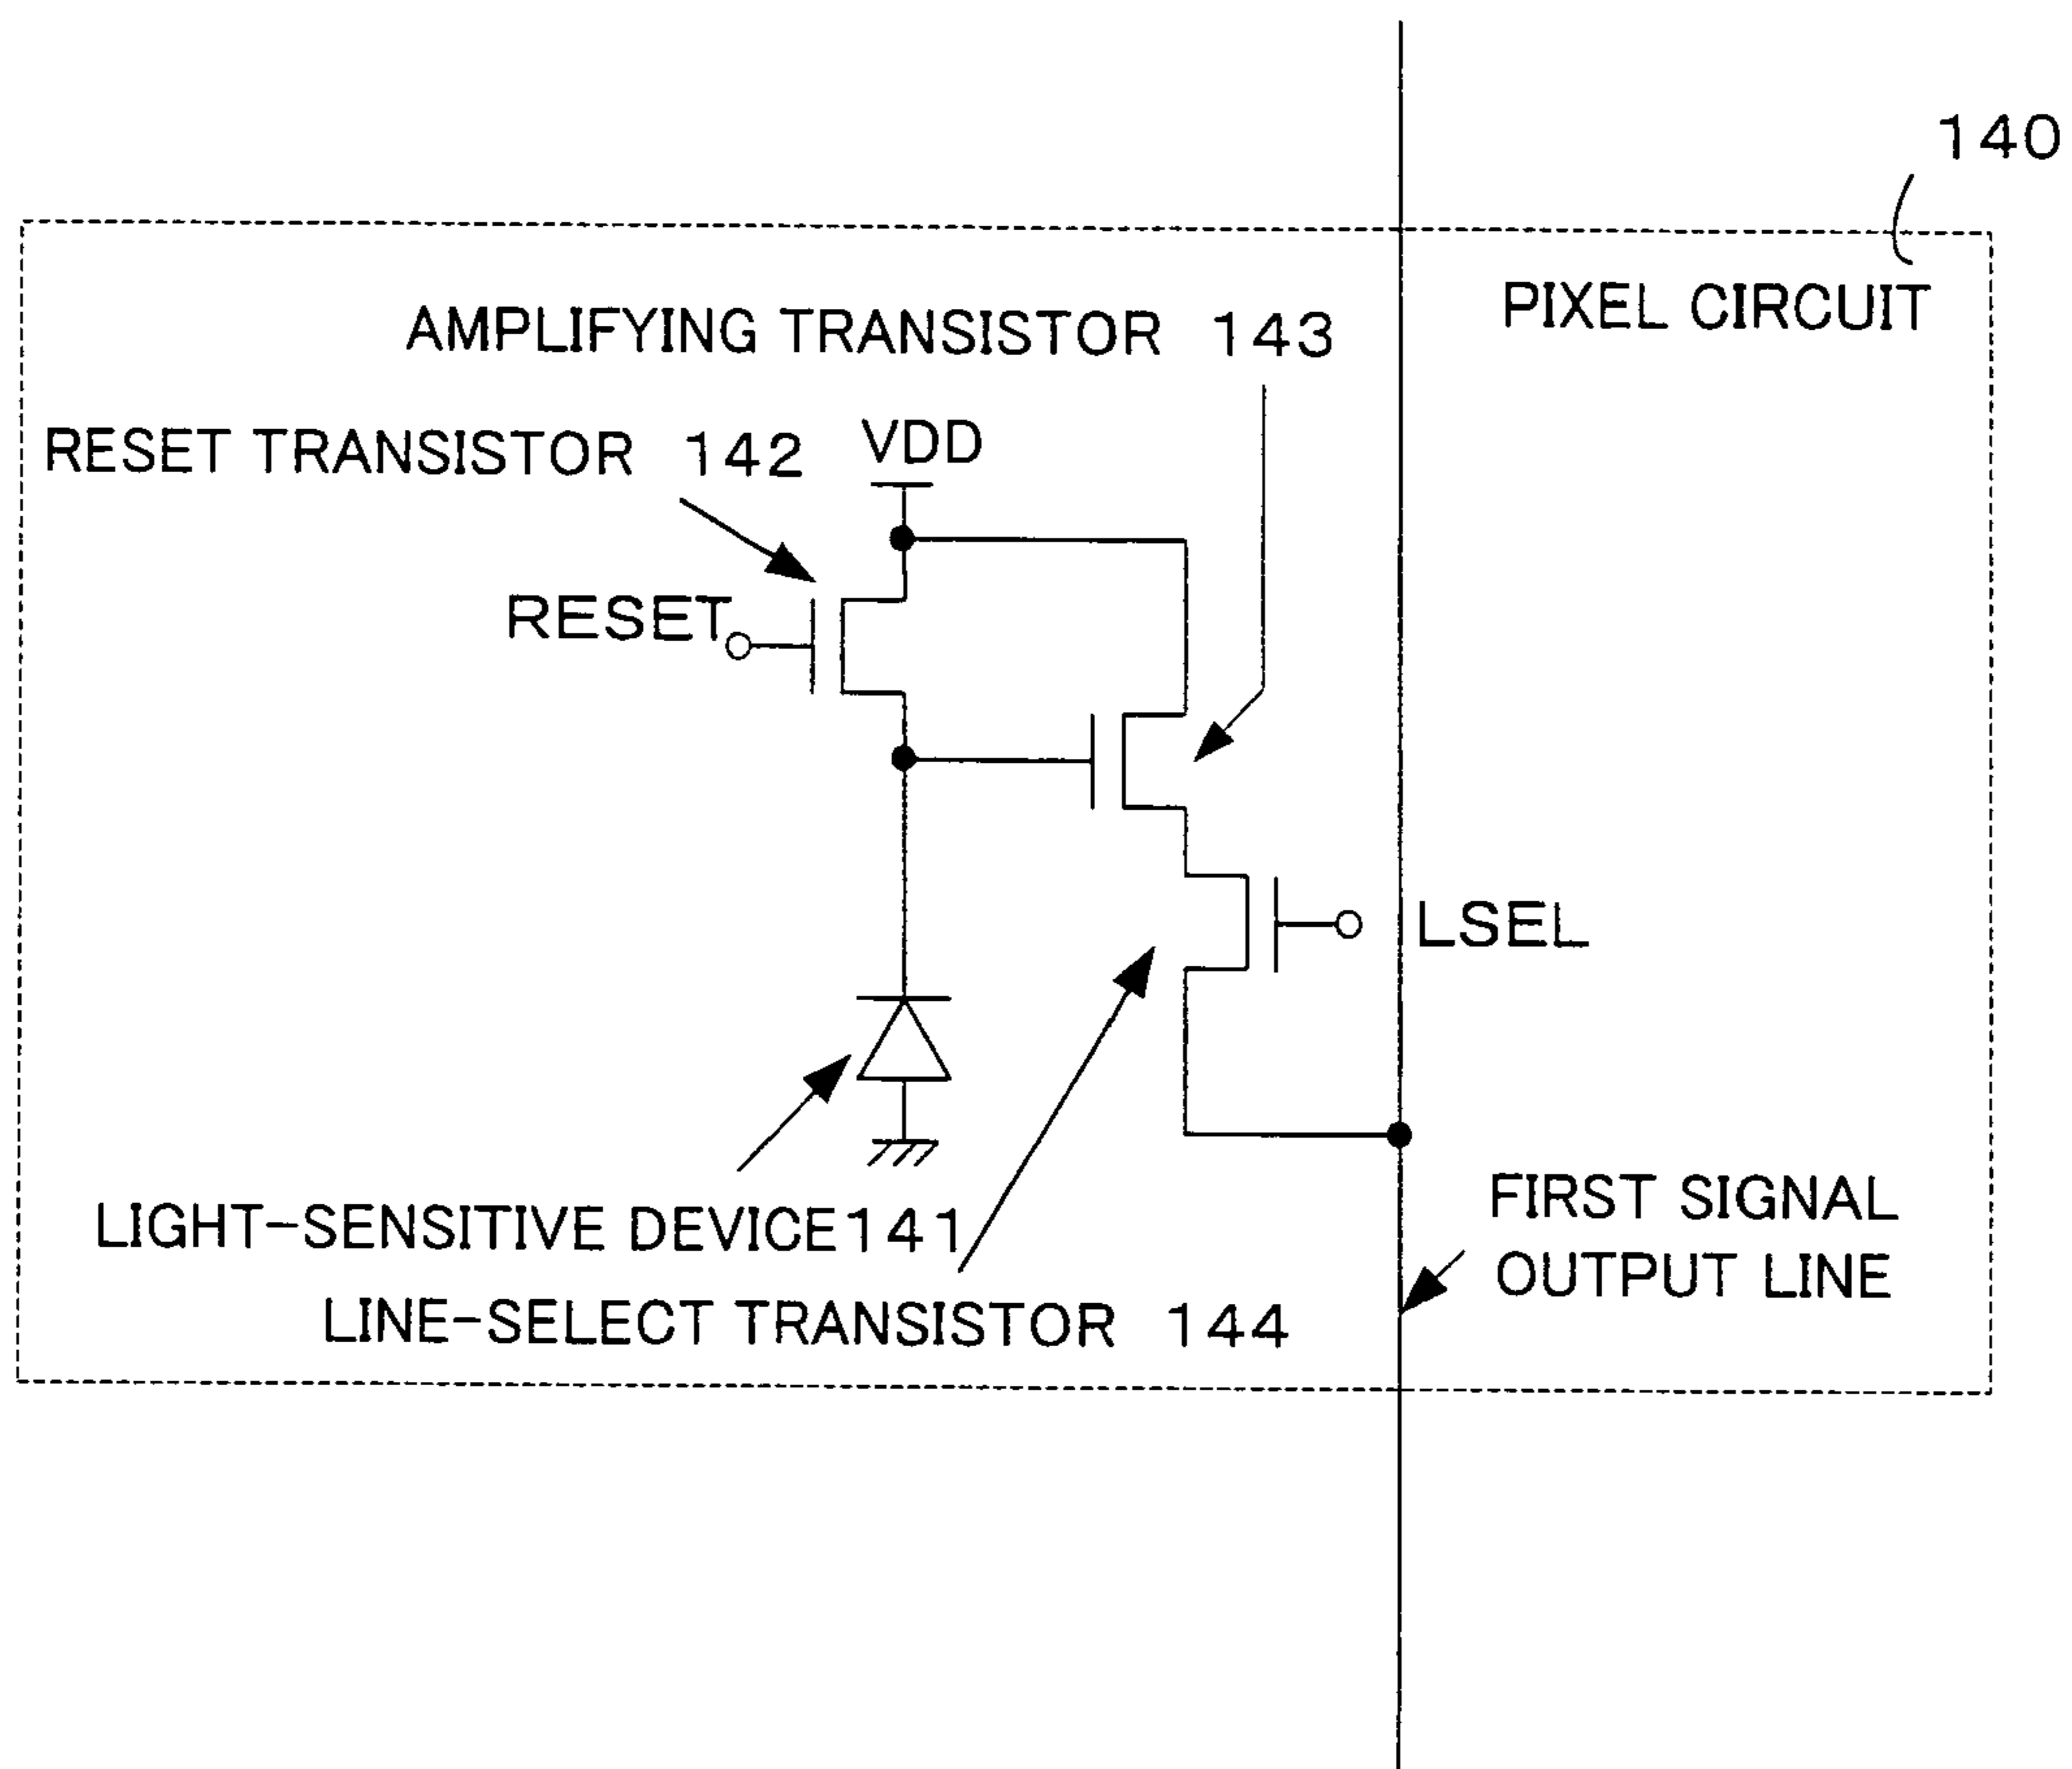 140
PIXEL CIRCUIT
AMPLIFYING TRANSISTOR 143
RESET TRANSISTOR 142
VDD
RESET
LSEL
FIRST SIGNAL
OUTPUT LINE
LIGHT-SENSITIVE DEVICE141
LINE-SELECT TRANSISTOR 144